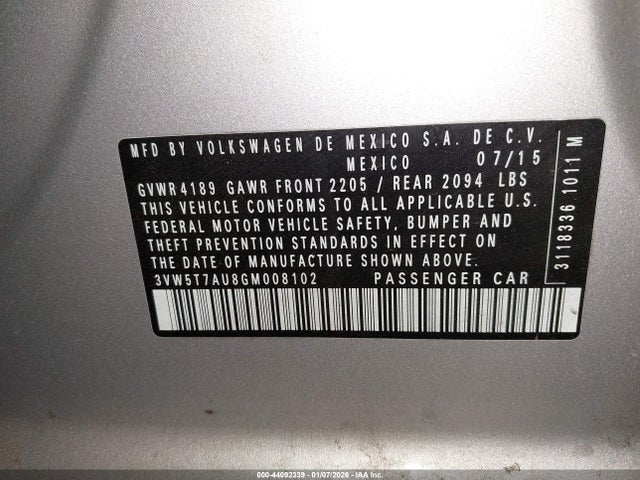 MFD BY VOLKSWAGEN DE MEXICO S.A. DE C.V.
MEXICO 07/15
GVWR 4189 GAWR FRONT 2205 / REAR 2094 LBS
THIS VEHICLE CONFORMS TO ALL APPLICABLE U.S.
FEDERAL MOTOR VEHICLE SAFETY, BUMPER AND
THEFT PREVENTION STANDARDS IN EFFECT ON
THE DATE OF MANUFACTURE SHOWN ABOVE.
3VW5T7AU8GM008102 PASSENGER CAR
3118336 1011 M
000-44092339 - 01/07/2026 - IAA Inc.